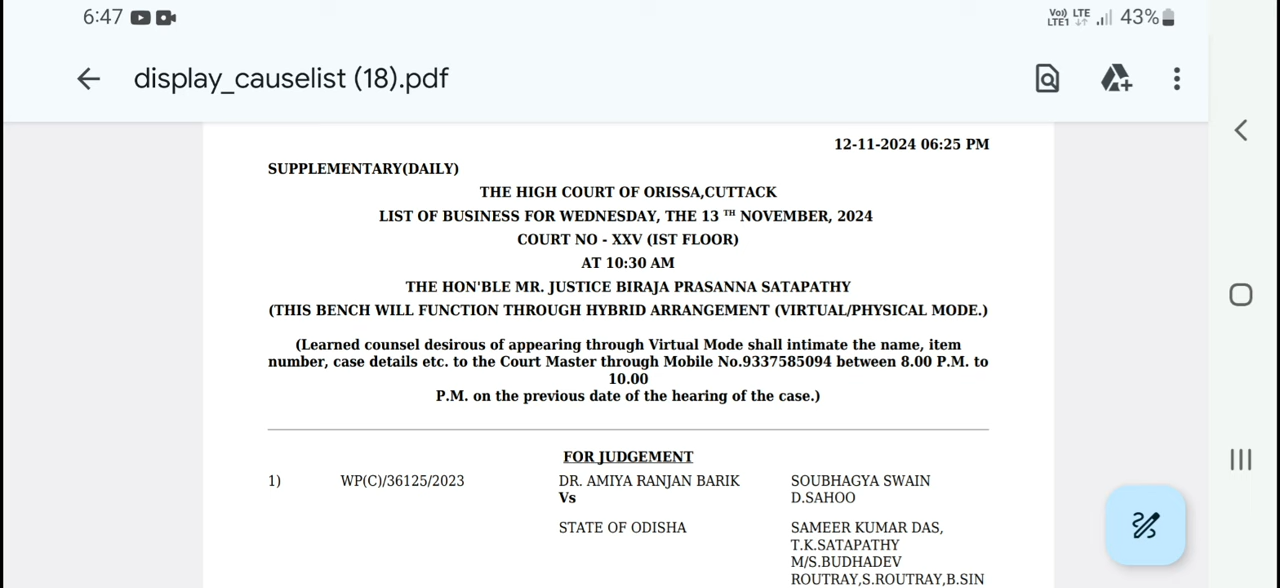 6:47
Vo)) LTE
LTE1
43%
display_causelist (18).pdf
12-11-2024 06:25 PM
SUPPLEMENTARY(DAILY)
THE HIGH COURT OF ORISSA,CUTTACK
LIST OF BUSINESS FOR WEDNESDAY, THE 13 TH NOVEMBER, 2024
COURT NO - XXV (IST FLOOR)
AT 10:30 AM
THE HON'BLE MR. JUSTICE BIRAJA PRASANNA SATAPATHY
(THIS BENCH WILL FUNCTION THROUGH HYBRID ARRANGEMENT (VIRTUAL/PHYSICAL MODE.)
(Learned counsel desirous of appearing through Virtual Mode shall intimate the name, item
number, case details etc. to the Court Master through Mobile No.9337585094 between 8.00 P.M. to
10.00
P.M. on the previous date of the hearing of the case.)
FOR JUDGEMENT
1) WP(C)/36125/2023 DR. AMIYA RANJAN BARIK SOUBHAGYA SWAIN
Vs D.SAHOO
STATE OF ODISHA SAMEER KUMAR DAS,
T.K.SATAPATHY
M/S.BUDHADEV
ROUTRAY,S.ROUTRAY,B.SIN